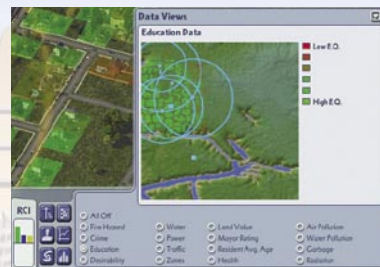 Data Views
Education Data
Low E.Q.
High E.Q.
RCI
All Off
Fire Hazard
Crime
Education
Desirability
Water
Power
Traffic
Zones
Land Value
Mayor Rating
Resident Avg. Age
Health
Air Pollution
Water Pollution
Garbage
Radiation